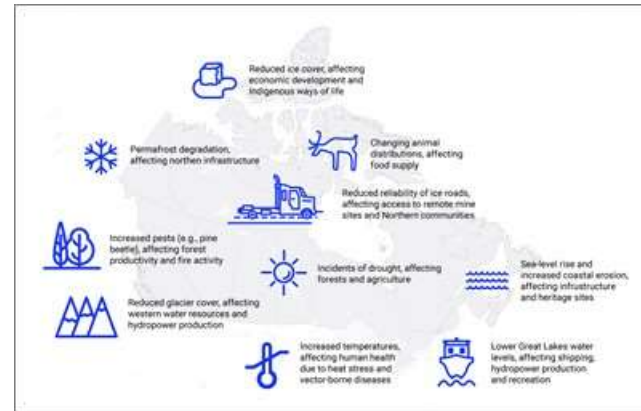 Reduced ice cover, affecting
economic development and
Indigenous ways of life
Permafrost degradation,
affecting northen infrastructure
Changing animal
distributions, affecting
food supply
Reduced reliability of ice roads,
affecting access to remote mine
sites and Northern communities
Increased pests (e.g., pine
beetle), affecting forest
productivity and fire activity
Incidents of drought, affecting
forests and agriculture
Sea-level rise and
increased coastal erosion,
affecting infrastructure
and heritage sites
Reduced glacier cover, affecting
western water resources and
hydropower production
Increased temperatures,
affecting human health
due to heat stress and
vector-borne diseases
Lower Great Lakes water
levels, affecting shipping,
hydropower production
and recreation